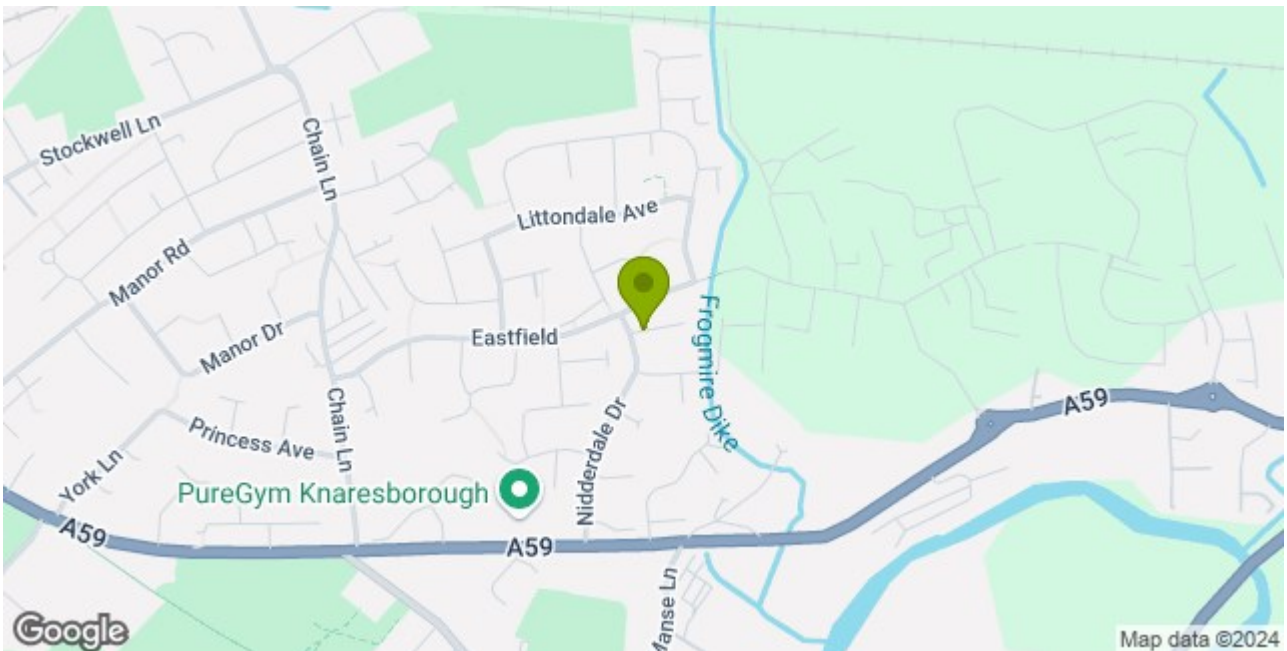 Stockwell Ln
Chain Ln
Littondale Ave
Manor Rd
Frogmire Dike
Manor Dr
Eastfield
Chain Ln
A59
Princess Ave
Nidderdale Dr
York Ln
PureGym Knaresborough
A59
A59
Manse Ln
Google
Map data ©2024